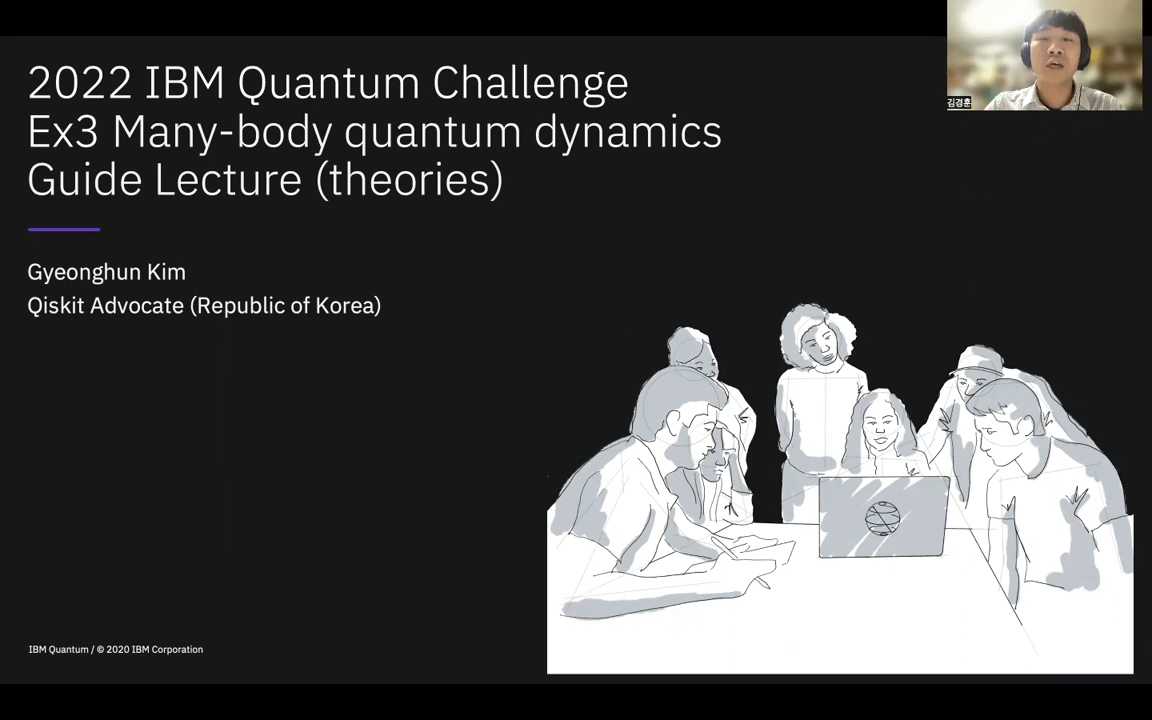 2022 IBM Quantum Challenge
Ex3 Many-body quantum dynamics
Guide Lecture (theories)
Gyeonghun Kim
Qiskit Advocate (Republic of Korea)
IBM Quantum / © 2020 IBM Corporation
김경훈